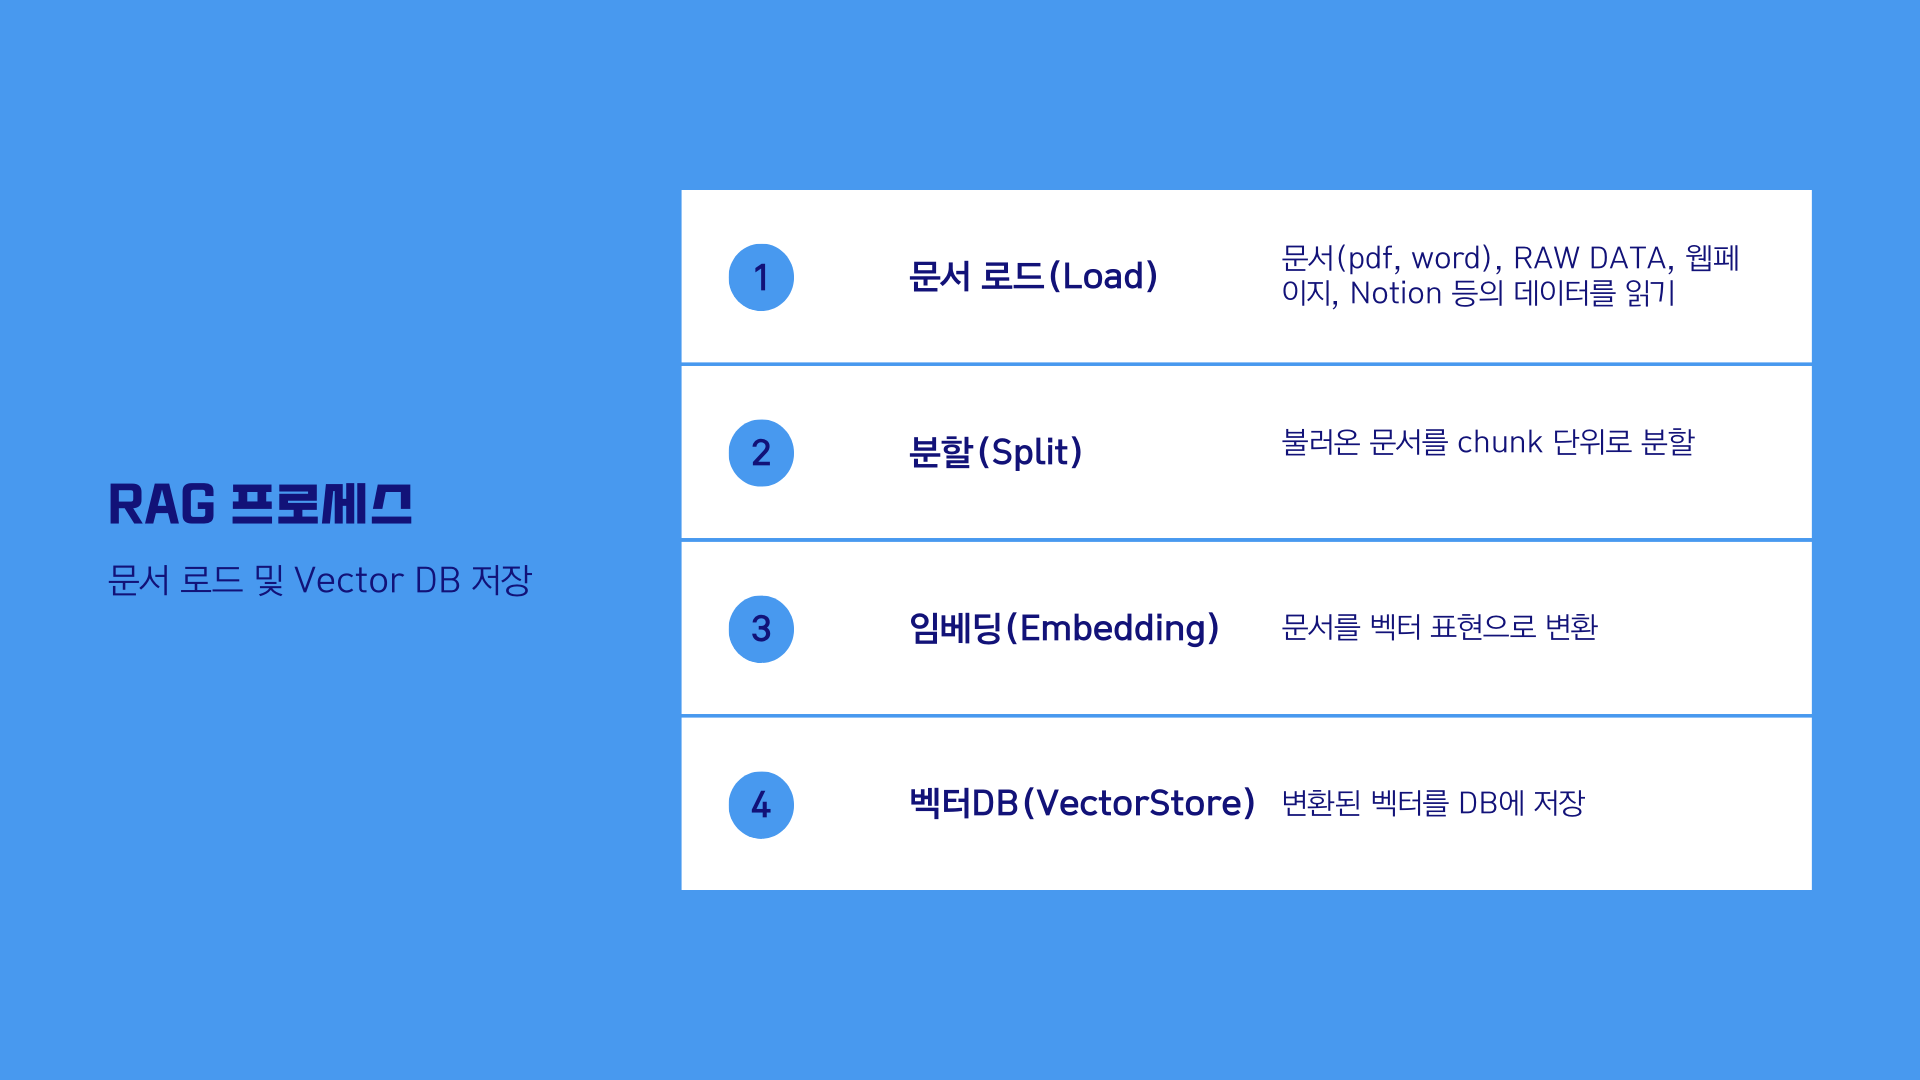 RAG 프로세스
문서 로드 및 Vector DB 저장
1
문서 로드(Load)
문서(pdf, word), RAW DATA, 웹페
이지, Notion 등의 데이터를 읽기
2
분할(Split)
불러온 문서를 chunk 단위로 분할
3
임베딩(Embedding)
문서를 벡터 표현으로 변환
4
벡터DB(VectorStore)
변환된 벡터를 DB에 저장